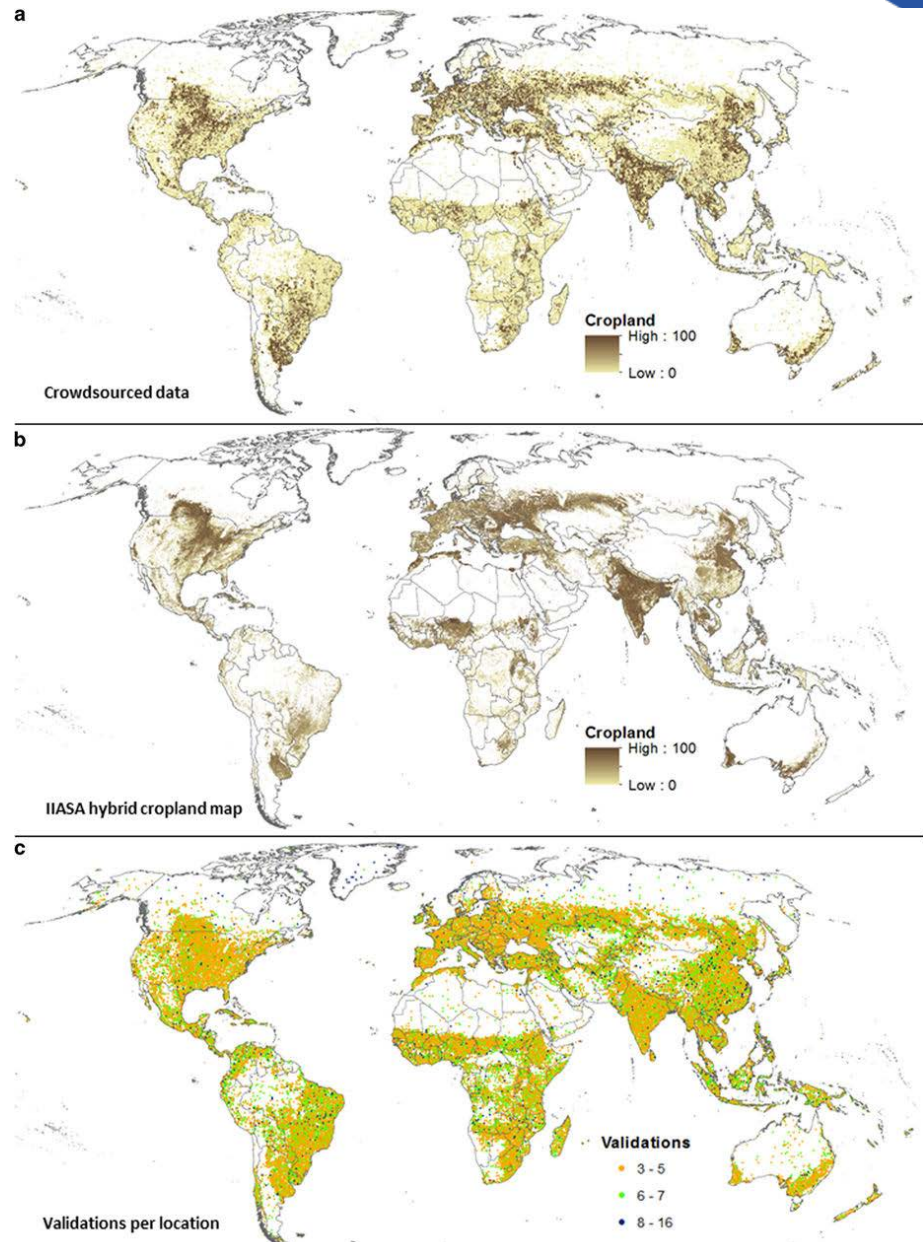 a
Cropland
High : 100
Low : 0
Crowdsourced data
b
Cropland
High : 100
Low : 0
IIASA hybrid cropland map
c
Validations
3 - 5
6 - 7
8 - 16
Validations per location